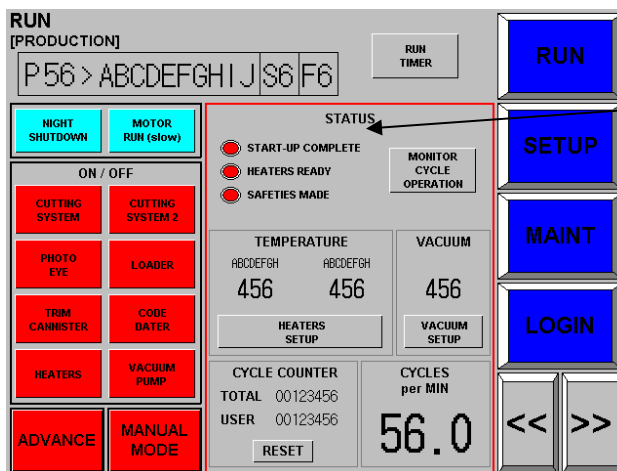 RUN
[PRODUCTION]
P56>ABCDEFGHIJ S6 F6
RUN
TIMER
RUN
NIGHT
SHUTDOWN
MOTOR
RUN (slow)
STATUS
START-UP COMPLETE
HEATERS READY
SAFETIES MADE
MONITOR
CYCLE
OPERATION
SETUP
ON / OFF
CUTTING
SYSTEM
CUTTING
SYSTEM 2
PHOTO
EYE
LOADER
TRIM
CANNISTER
CODE
DATER
HEATERS
VACUUM
PUMP
TEMPERATURE
ABCDEFGH ABCDEFGH
456 456
HEATERS
SETUP
VACUUM
456
VACUUM
SETUP
MAINT
LOGIN
CYCLE COUNTER
TOTAL 00123456
USER 00123456
RESET
CYCLES
per MIN
56.0
ADVANCE
MANUAL
MODE
<< >>